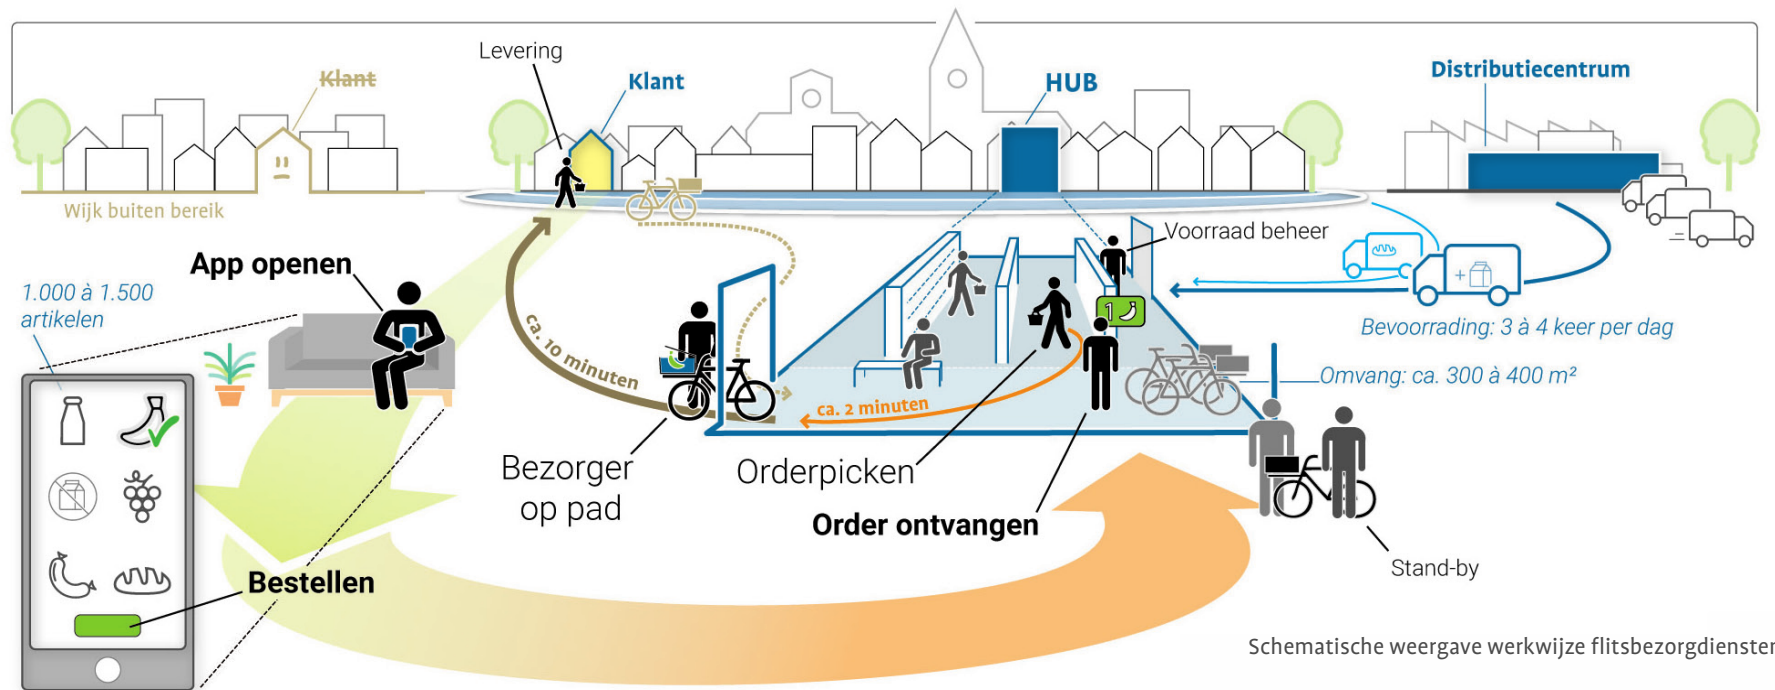 Levering
Klant
Klant
HUB
Distributiecentrum
Wijk buiten bereik
App openen
Voorraad beheer
1.000 à 1.500
artikelen
1
ca. 10 minuten
Bevoorrading: 3 à 4 keer per dag
Omvang: ca. 300 à 400 m²
ca. 2 minuten
Bezorger
op pad
Orderpicken
Order ontvangen
Stand-by
Bestellen
Schematische weergave werkwijze flitsbezorgdiensten